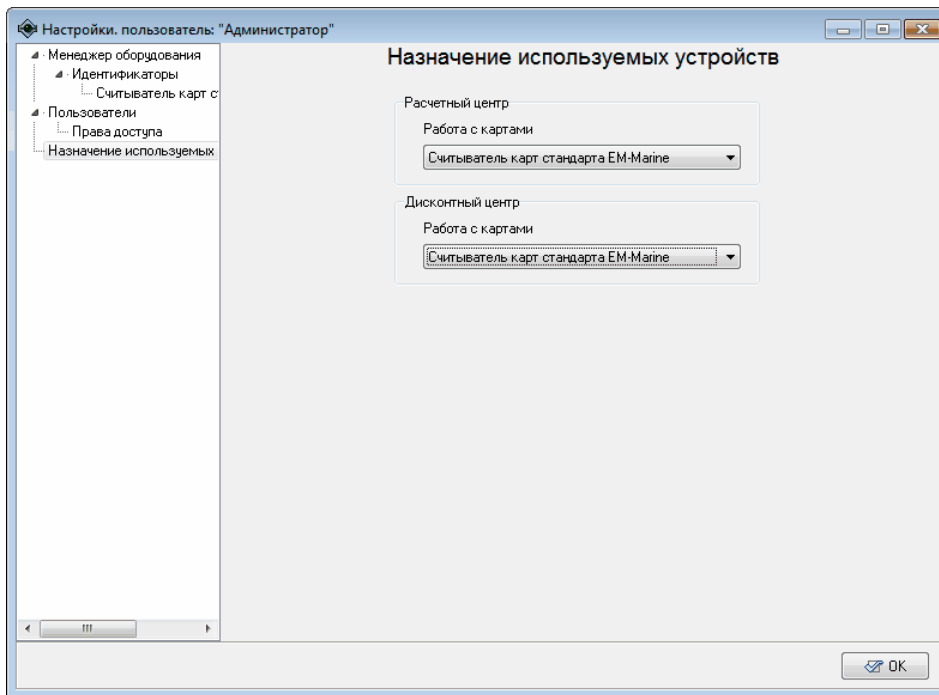 Настройки. пользователь: "Администратор"
Менеджер оборудования
Идентификаторы
Считыватель карт с
Пользователи
Права доступа
Назначение используемых
Назначение используемых устройств
Расчетный центр
Работа с картами
Считыватель карт стандарта EM-Marine
Дисконтный центр
Работа с картами
Считыватель карт стандарта EM-Marine
OK